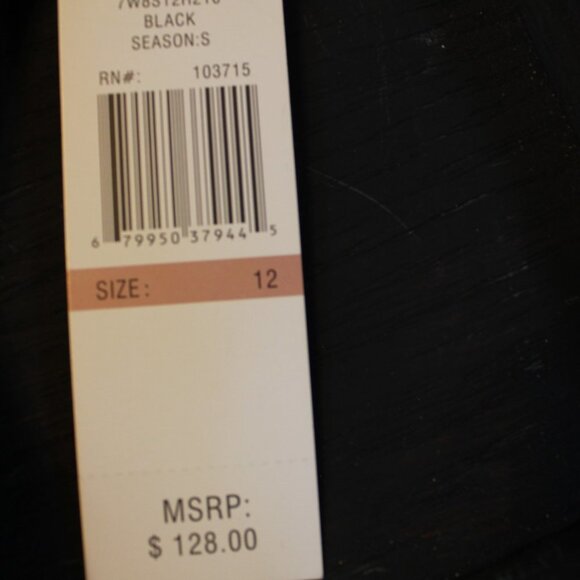 BLACK
SEASON:S
RN#: 103715
6 79950 37944 5
SIZE: 12
MSRP:
$ 128.00